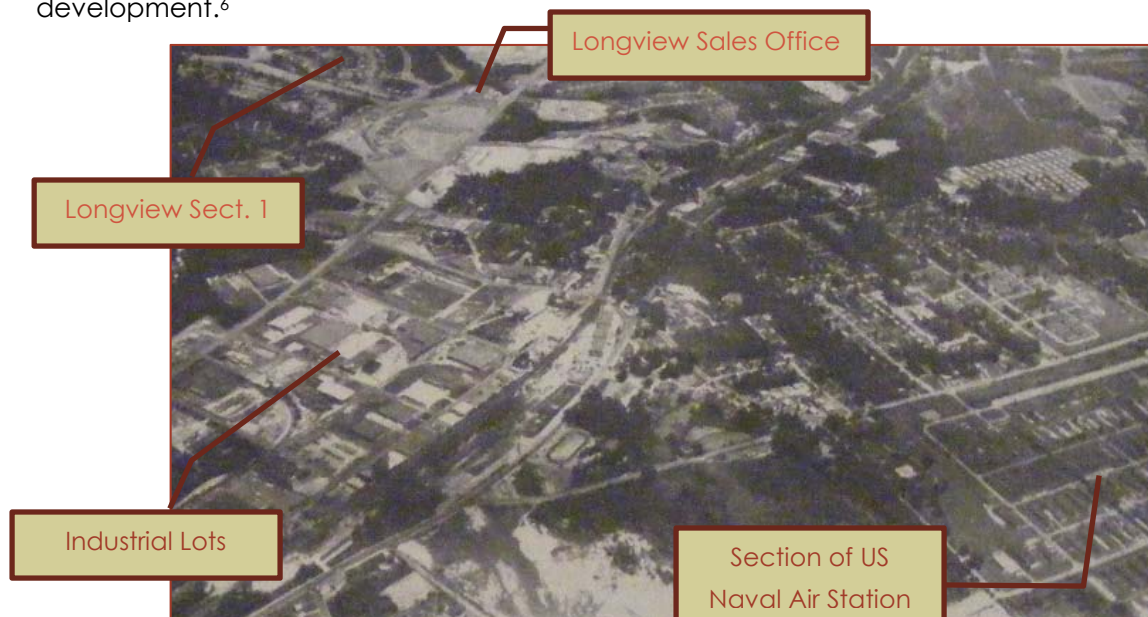 development.⁶
Longview Sales Office
Longview Sect. 1
Industrial Lots
Section of US
Naval Air Station